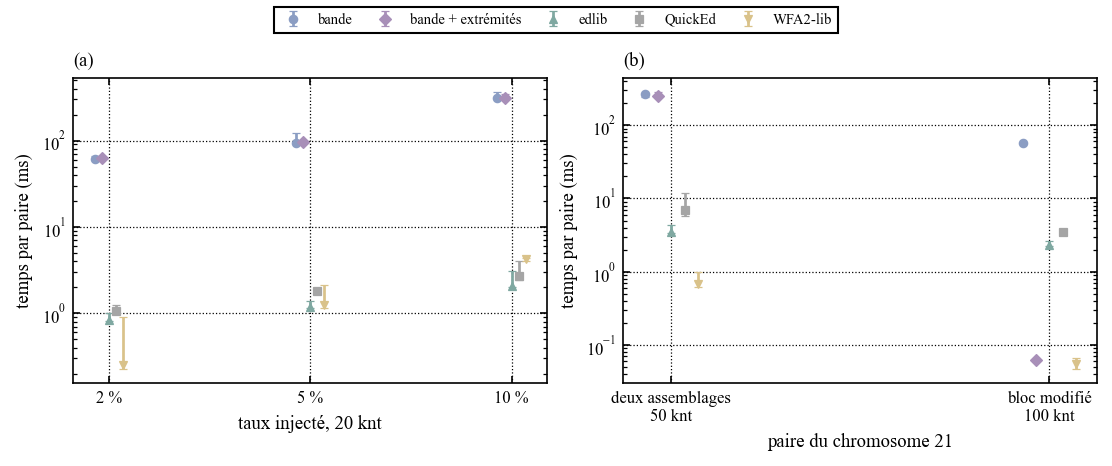 bande bande + extrémités edlib QuickEd WFA2-lib
(a)
(b)
temps par paire (ms)
10²
10¹
10⁰
2 % 5 % 10 %
taux injecté, 20 knt
temps par paire (ms)
10²
10¹
10⁰
10⁻¹
deux assemblages bloc modifié
50 knt 100 knt
paire du chromosome 21